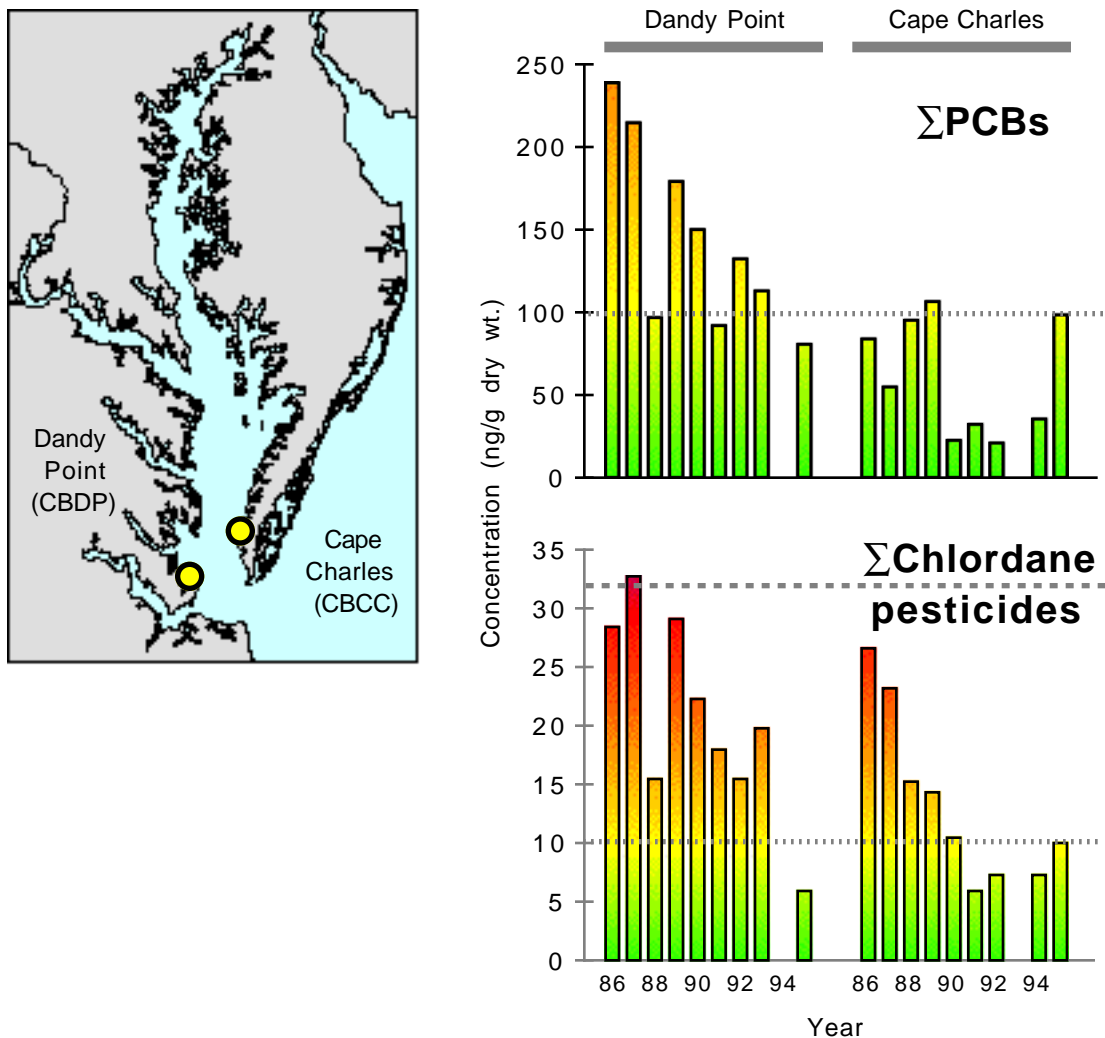 Dandy
Point
(CBDP)
Cape
Charles
(CBCC)
Dandy Point
Cape Charles
Concentration (ng/g dry wt.)
250
200
150
100
50
0
∑PCBs
35
30
25
20
15
10
5
0
∑Chlordane
pesticides
86 88 90 92 94 86 88 90 92 94
Year